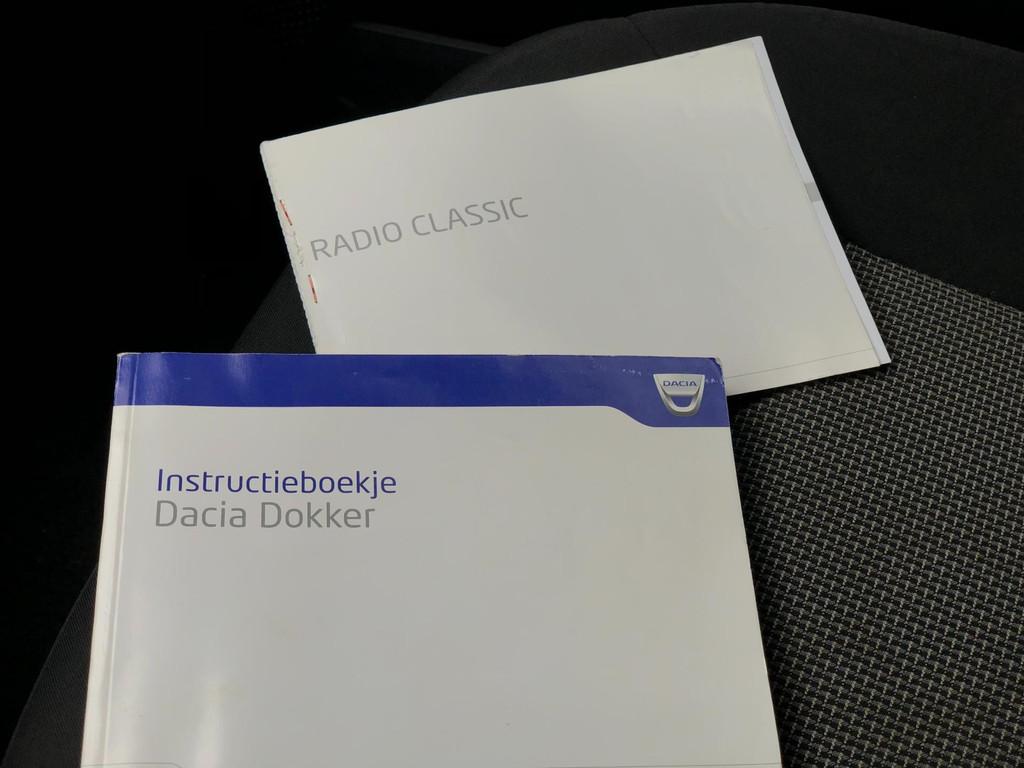 RADIO CLASSIC
DACIA
Instructieboekje
Dacia Dokker